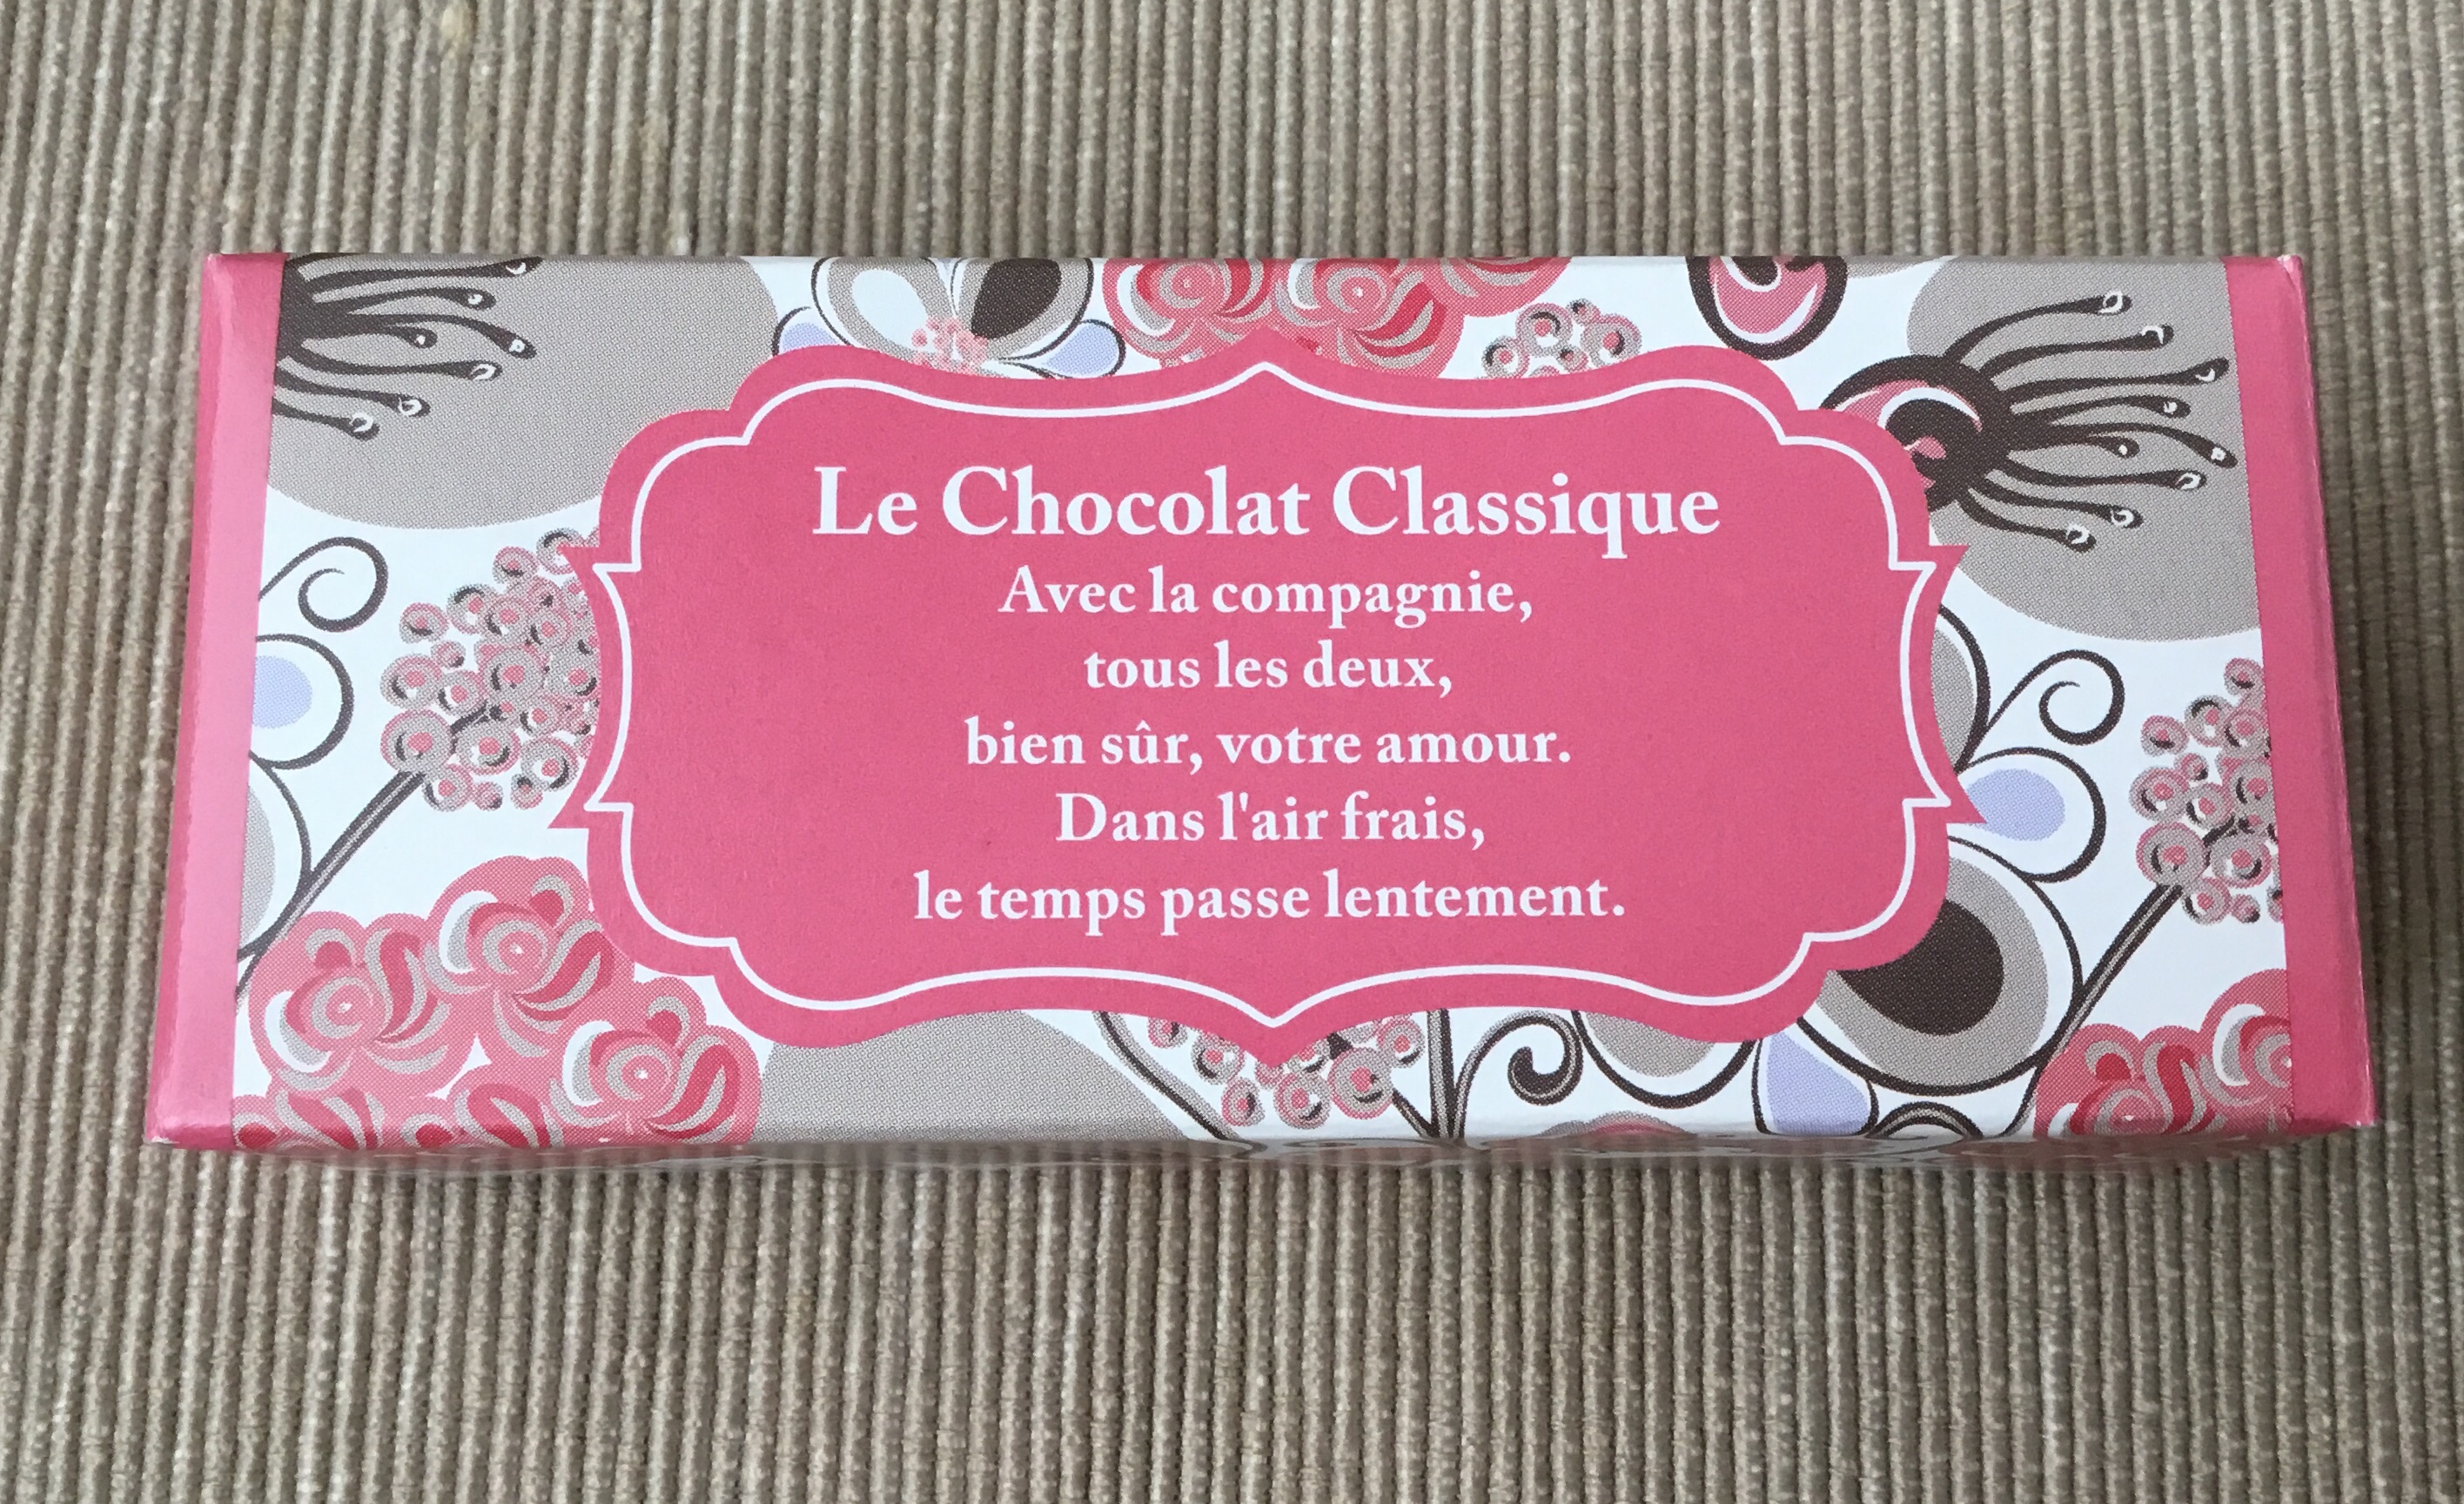 Le Chocolat Classique
Avec la compagnie,
tous les deux,
bien sûr, votre amour.
Dans l'air frais,
le temps passe lentement.